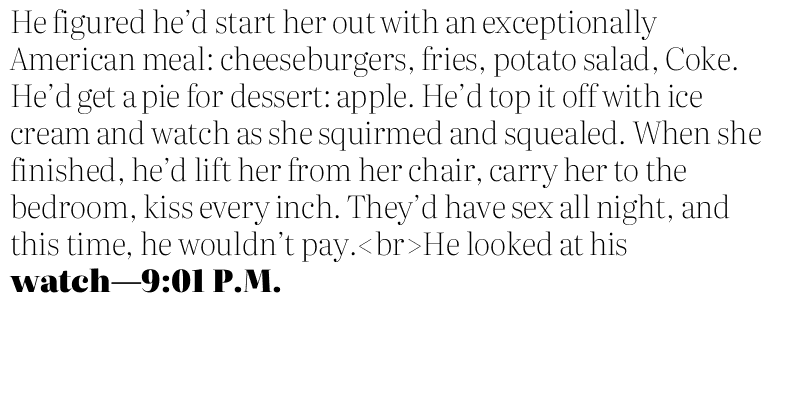 He figured he’d start her out with an exceptionally
American meal: cheeseburgers, fries, potato salad, Coke.
He’d get a pie for dessert: apple. He’d top it off with ice
cream and watch as she squirmed and squealed. When she
finished, he’d lift her from her chair, carry her to the
bedroom, kiss every inch. They’d have sex all night, and
this time, he wouldn’t pay.<br>He looked at his
watch—9:01 P.M.